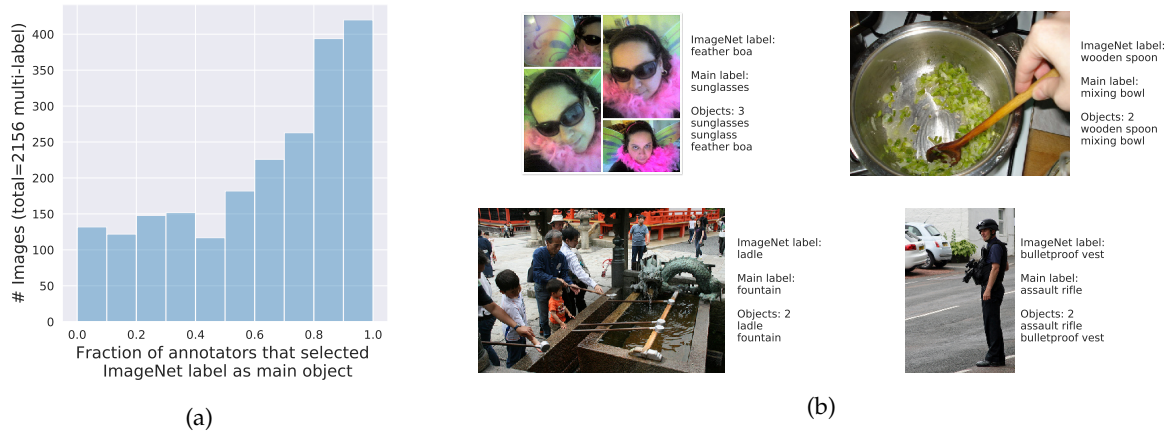 # Images (total=2156 multi-label)
400
350
300
250
200
150
100
50
0
0.0 0.2 0.4 0.6 0.8 1.0
Fraction of annotators that selected
ImageNet label as main object
(a)
ImageNet label:
feather boa
Main label:
sunglasses
Objects: 3
sunglasses
sunglass
feather boa
ImageNet label:
wooden spoon
Main label:
mixing bowl
Objects: 2
wooden spoon
mixing bowl
ImageNet label:
ladle
Main label:
fountain
Objects: 2
ladle
fountain
ImageNet label:
bulletproof vest
Main label:
assault rifle
Objects: 2
assault rifle
bulletproof vest
(b)